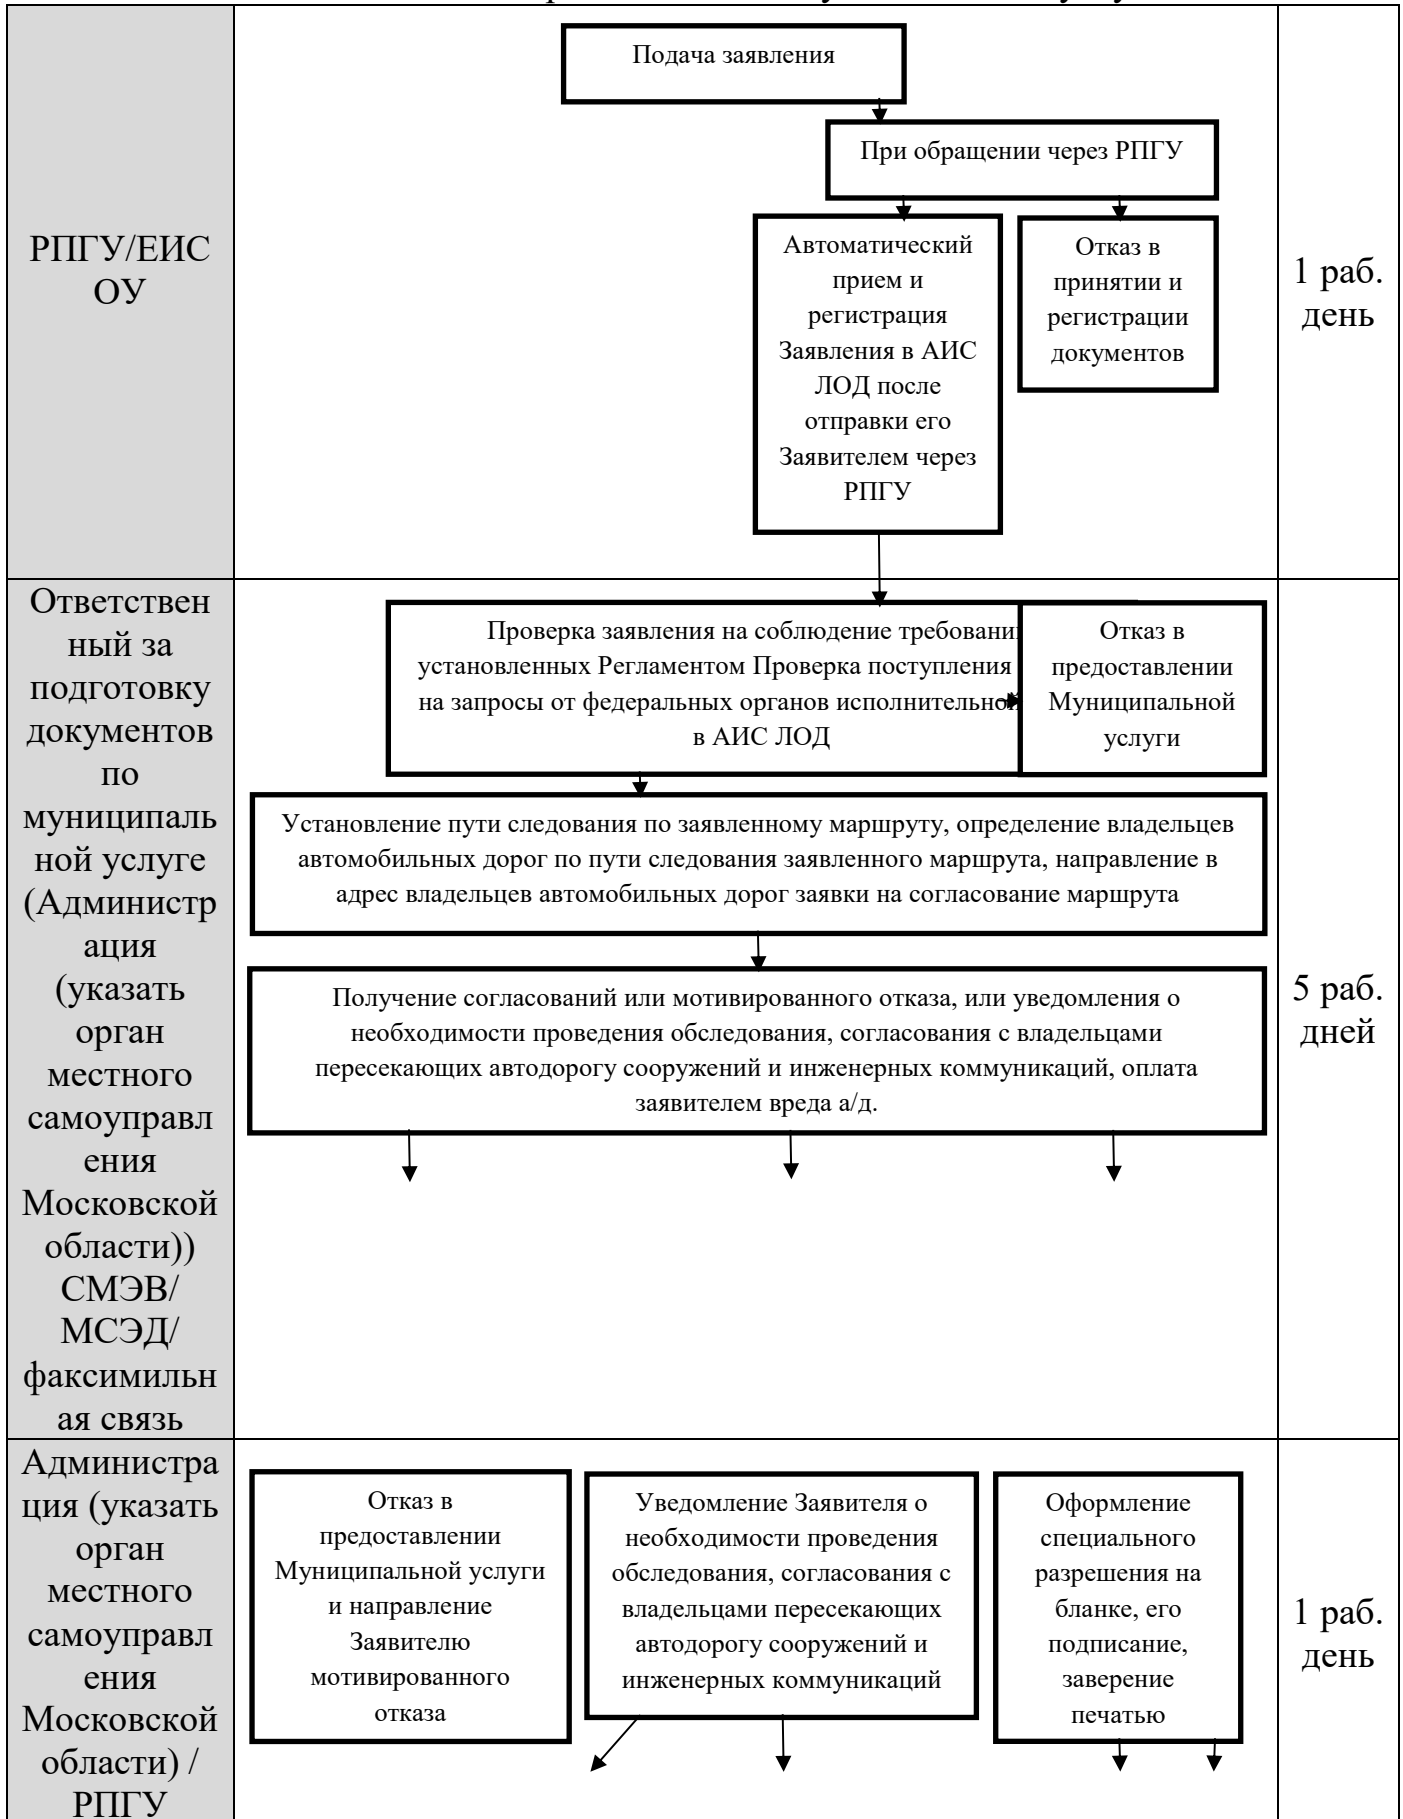 РПГУ/ЕИС
ОУ
Подача заявления
При обращении через РПГУ
Автоматический
прием и
регистрация
Заявления в АИС
ЛОД после
отправки его
Заявителем через
РПГУ
Отказ в
принятии и
регистрации
документов
1 раб.
день
Ответствен
ный за
подготовку
документов
по
муниципаль
ной услуге
(Администр
ация
(указать
орган
местного
самоуправл
ения
Московской
области))
СМЭВ/
МСЭД/
факсимильн
ая связь
Проверка заявления на соблюдение
установленных Регламентом Проверка поступления
на запросы от федеральных органов
в АИС ЛОД
Отказ в
предоставлении
Муниципальной
услуги
Установление пути следования по заявленному маршруту, определение владельцев
автомобильных дорог по пути следования заявленного маршрута, направление в
адрес владельцев автомобильных дорог заявки на согласование маршрута
Получение согласований или мотивированного отказа, или уведомления о
необходимости проведения обследования, согласования с владельцами
пересекающих автодорогу сооружений и инженерных коммуникаций, оплата
заявителем вреда а/д.
5 раб.
дней
Администра
ция (указать
орган
местного
самоуправл
ения
Московской
области) /
РПГУ
Отказ в
предоставлении
Муниципальной услуги
и направление
Заявителю
мотивированного
отказа
Уведомление Заявителя о
необходимости проведения
обследования, согласования с
владельцами пересекающих
автодорогу сооружений и
инженерных коммуникаций
Оформление
специального
разрешения на
бланке, его
подписание,
заверение
печатью
1 раб.
день